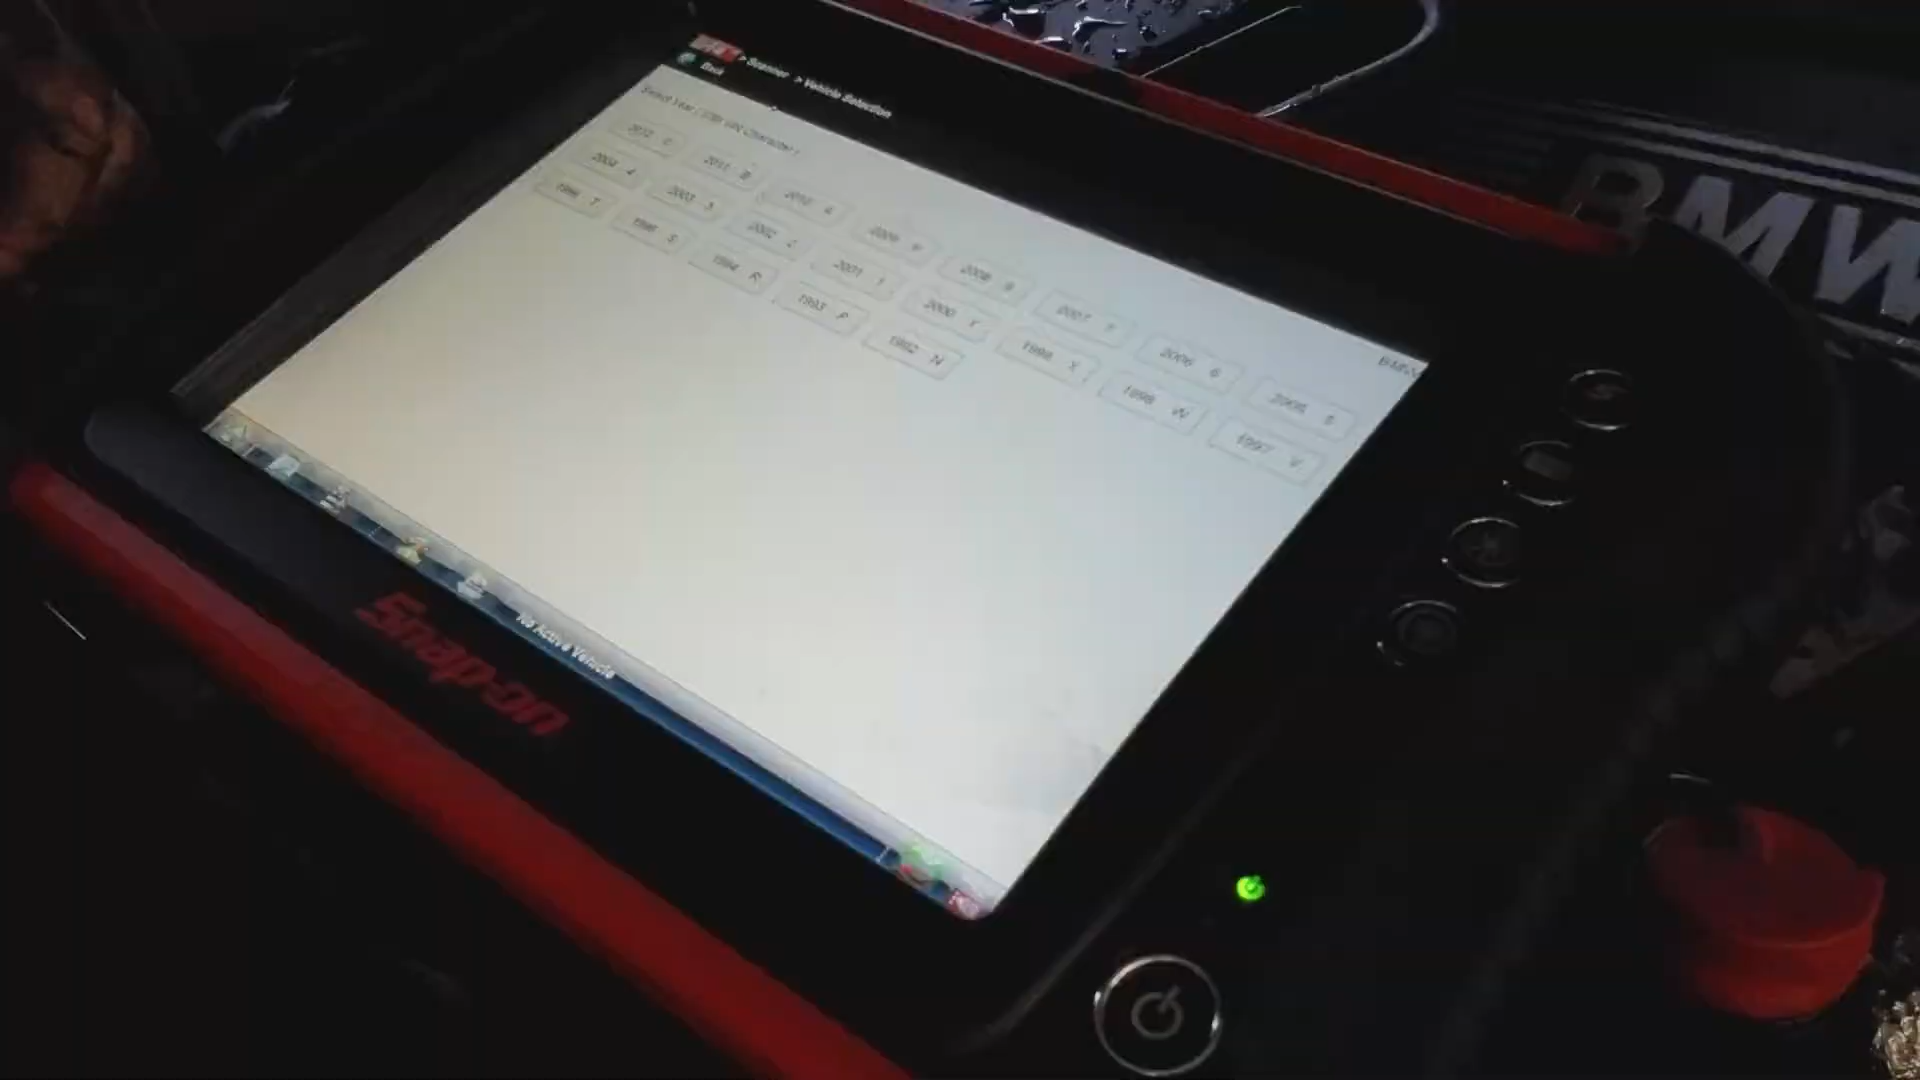 > Scanner > Vehicle Selection
Back
Select Year ( 10th VIN Character )
2012 C 2011 B 2010 A 2009 9 2008 8 2007 7 2006 6 2005 5
2004 4 2003 3 2002 2 2001 1 2000 Y 1999 X 1998 W 1997 V
1996 T 1995 S 1994 R 1993 P 1992 N
No Active Vehicle
Snap-on
BMW